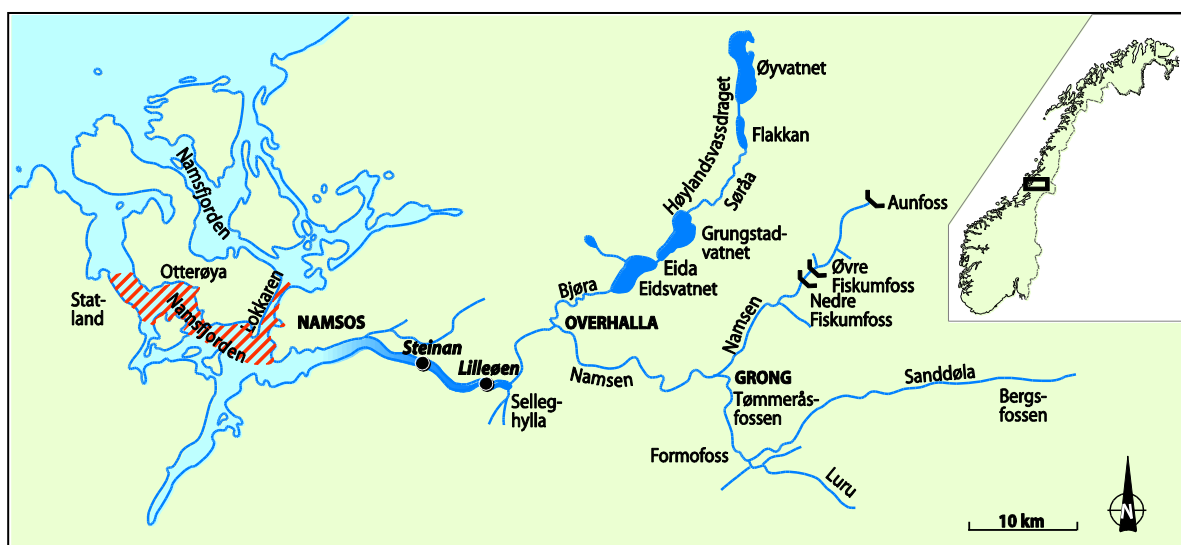 Øyvatnet
Flakkan
Høylandsvassdraget
Søråa
Namsfjorden
Aunfoss
Grungstad-
vatnet
Otterøya
Eida
Eidsvatnet
Øvre
Fiskumfoss
Bjøra
Stat-
land
Lokkaren
Namsfjorden
Nedre
Fiskumfoss
NAMSOS
OVERHALLA
Namsen
Steinan
Lilleøen
Namsen
GRONG
Sanddøla
Tømmerås-
fossen
Bergs-
fossen
Selleg-
hylla
Formofoss
Luru
10 km
N